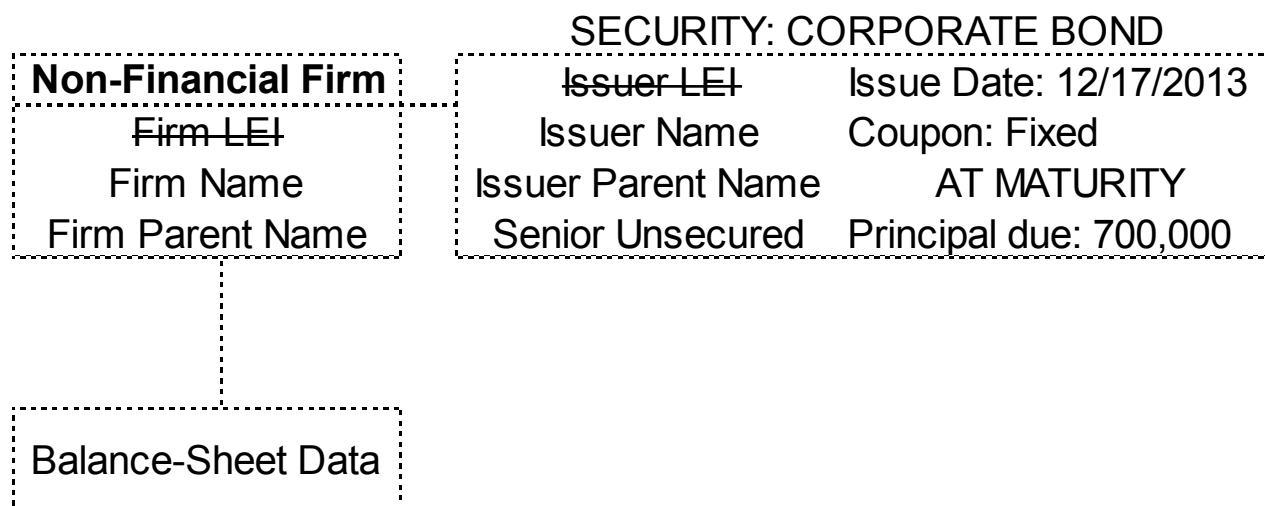 SECURITY: CORPORATE BOND
Non-Financial Firm
Firm LEI
Firm Name
Firm Parent Name
Issuer LEI
Issuer Name
Issuer Parent Name
Senior Unsecured
Issue Date: 12/17/2013
Coupon: Fixed
AT MATURITY
Principal due: 700,000
Balance-Sheet Data